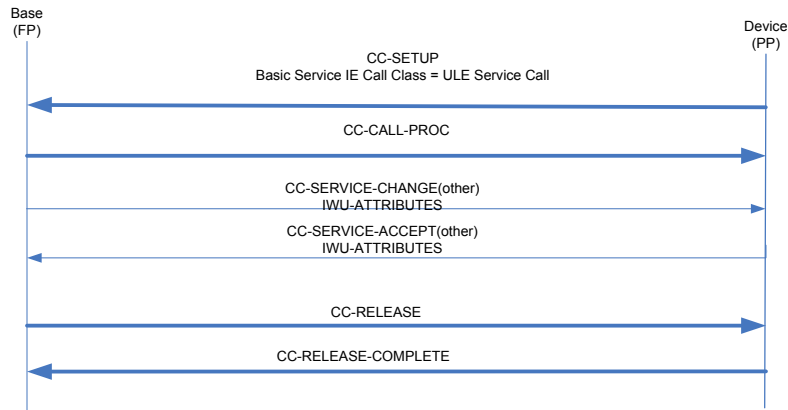 Base
(FP)
Device
(PP)
CC-SETUP
Basic Service IE Call Class = ULE Service Call
CC-CALL-PROC
CC-SERVICE-CHANGE(other)
IWU-ATTRIBUTES
CC-SERVICE-ACCEPT(other)
IWU-ATTRIBUTES
CC-RELEASE
CC-RELEASE-COMPLETE